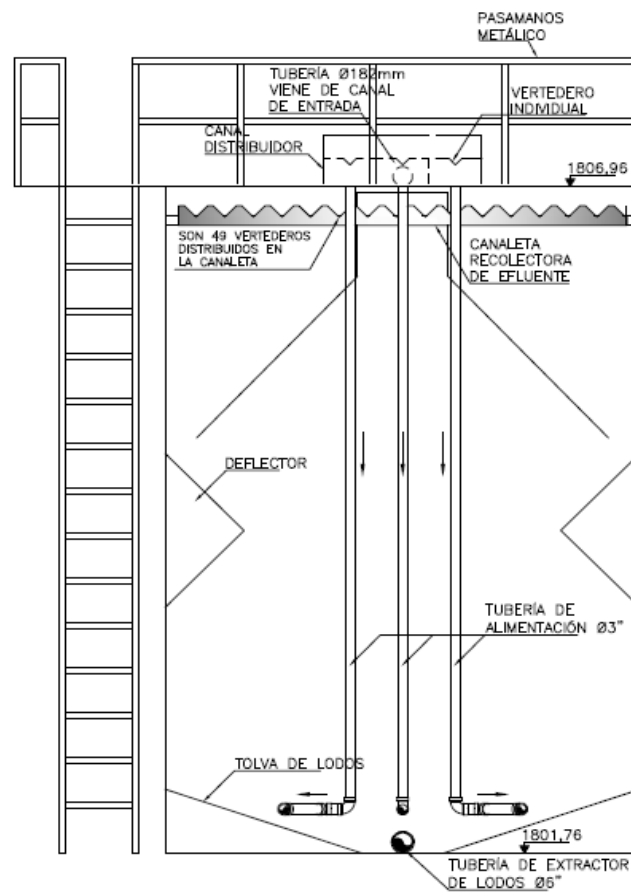 PASAMANOS
METÁLICO
TUBERÍA Ø182mm
VIENE DE CANAL
DE ENTRADA
VERTEDERO
INDIVIDUAL
CANAL
DISTRIBUIDOR
1806,96
SON 49 VERTEDEROS
DISTRIBUIDOS EN
LA CANALETA
CANALETA
RECOLECTORA
DE EFLUENTE
DEFLECTOR
TUBERÍA DE
ALIMENTACIÓN Ø3"
TOLVA DE LODOS
1801,76
TUBERÍA DE EXTRACTOR
DE LODOS Ø6"